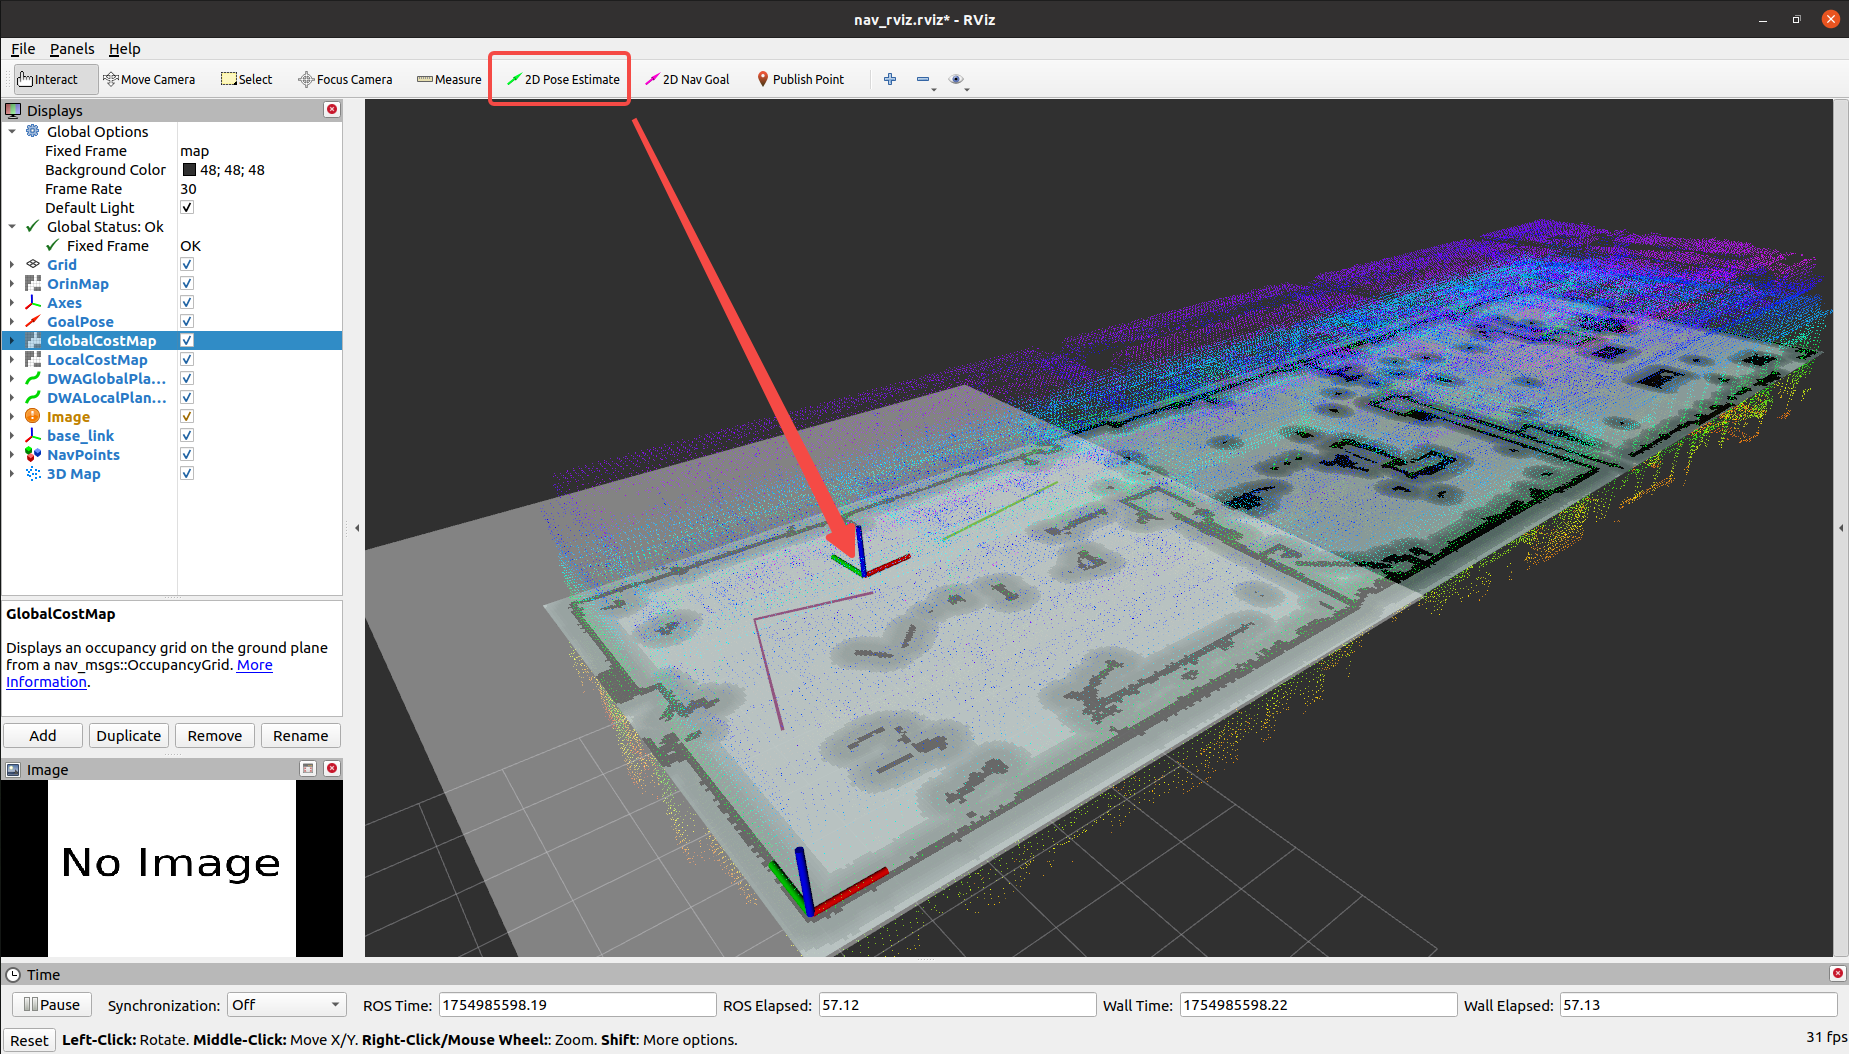 nav_rviz.rviz* - RViz
File Panels Help
Interact Move Camera Select Focus Camera Measure 2D Pose Estimate 2D Nav Goal Publish Point
Displays
Global Options
Fixed Frame map
Background Color 48; 48; 48
Frame Rate 30
Default Light
Global Status: Ok
Fixed Frame OK
Grid
OrinMap
Axes
GoalPose
GlobalCostMap
LocalCostMap
DWAGlobalPla...
DWALocalPlan...
Image
base_link
NavPoints
3D Map
GlobalCostMap
Displays an occupancy grid on the ground plane
from a nav_msgs::OccupancyGrid. More
Information.
Add Duplicate Remove Rename
Image
No Image
Time
Pause Synchronization: Off ROS Time: 1754985598.19 ROS Elapsed: 57.12 Wall Time: 1754985598.22 Wall Elapsed: 57.13
Reset Left-Click: Rotate. Middle-Click: Move X/Y. Right-Click/Mouse Wheel:: Zoom. Shift: More options. 31 fps